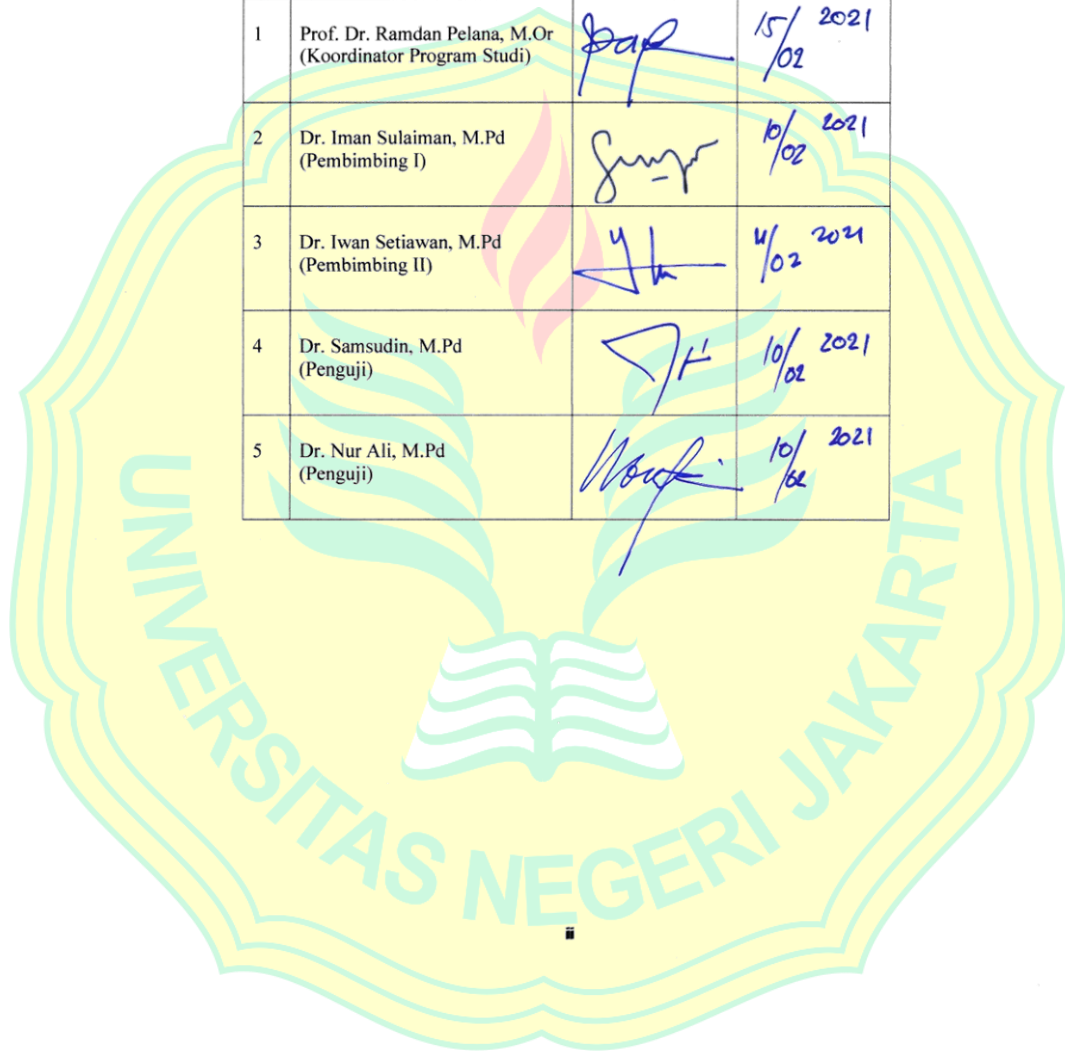 1 Prof. Dr. Ramdan Pelana, M.Or 15/02 2021
(Koordinator Program Studi)
2 Dr. Iman Sulaiman, M.Pd 10/02 2021
(Pembimbing I)
3 Dr. Iwan Setiawan, M.Pd /02 2021
(Pembimbing II)
4 Dr. Samsudin, M.Pd 10/02 2021
(Penguji)
5 Dr. Nur Ali, M.Pd 10/02 2021
(Penguji)
UNIVERSITAS NEGERI JAKARTA
ii